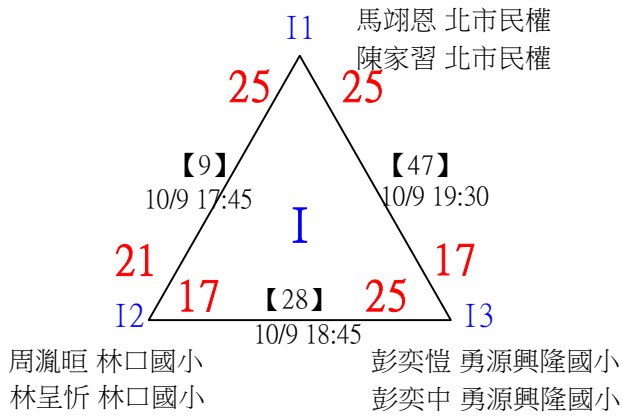 I1
馬翊恩 北市民權
陳家習 北市民權
25
25
【9】
10/9 17:45
【47】
10/9 19:30
I
21
17
17
25
【28】
10/9 18:45
I2
I3
周胤晅 林口國小
林呈忻 林口國小
彭奕愷 勇源興隆國小
彭奕中 勇源興隆國小